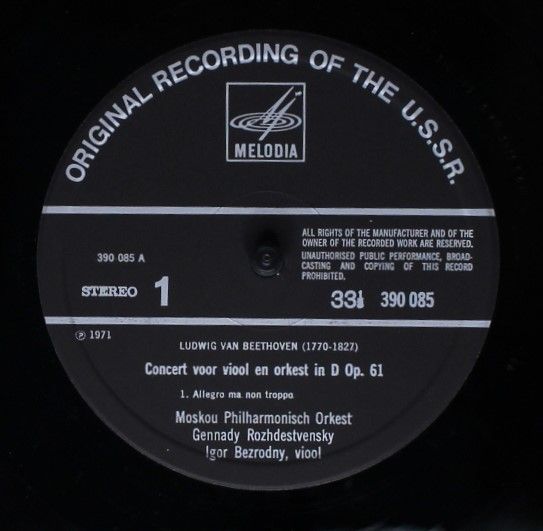 ORIGINAL RECORDING OF THE U.S.S.R.
MELODIA
ALL RIGHTS OF THE MANUFACTURER AND OF THE
OWNER OF THE RECORDED WORK ARE RESERVED.
UNAUTHORISED PUBLIC PERFORMANCE, BROAD-
CASTING AND COPYING OF THIS RECORD
PROHIBITED.
390 085 A
STEREO 1
33⅓ 390 085
℗ 1971
LUDWIG VAN BEETHOVEN (1770-1827)
Concert voor viool en orkest in D Op. 61
1. Allegro ma non troppo
Moskou Philharmonisch Orkest
Gennady Rozhdestvensky
Igor Bezrodny, viool